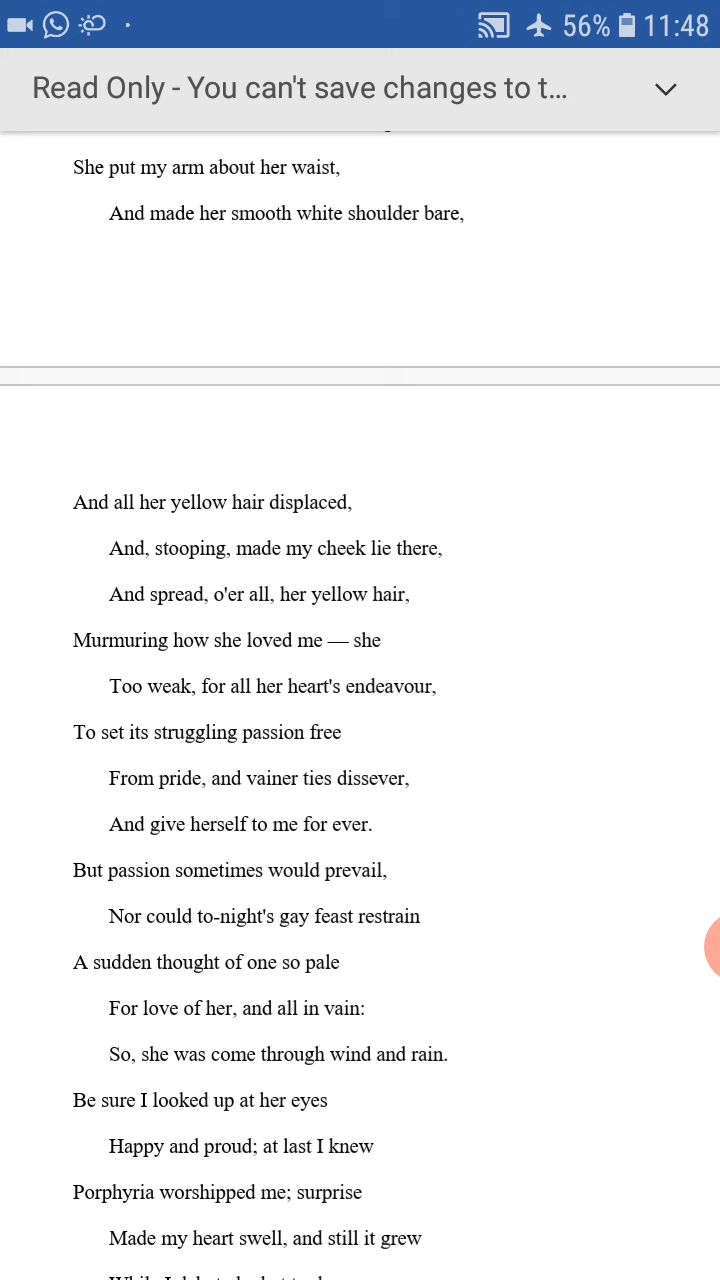 56% 11:48
Read Only - You can't save changes to t...
She put my arm about her waist,
And made her smooth white shoulder bare,
And all her yellow hair displaced,
And, stooping, made my cheek lie there,
And spread, o'er all, her yellow hair,
Murmuring how she loved me — she
Too weak, for all her heart's endeavour,
To set its struggling passion free
From pride, and vainer ties dissever,
And give herself to me for ever.
But passion sometimes would prevail,
Nor could to-night's gay feast restrain
A sudden thought of one so pale
For love of her, and all in vain:
So, she was come through wind and rain.
Be sure I looked up at her eyes
Happy and proud; at last I knew
Porphyria worshipped me; surprise
Made my heart swell, and still it grew